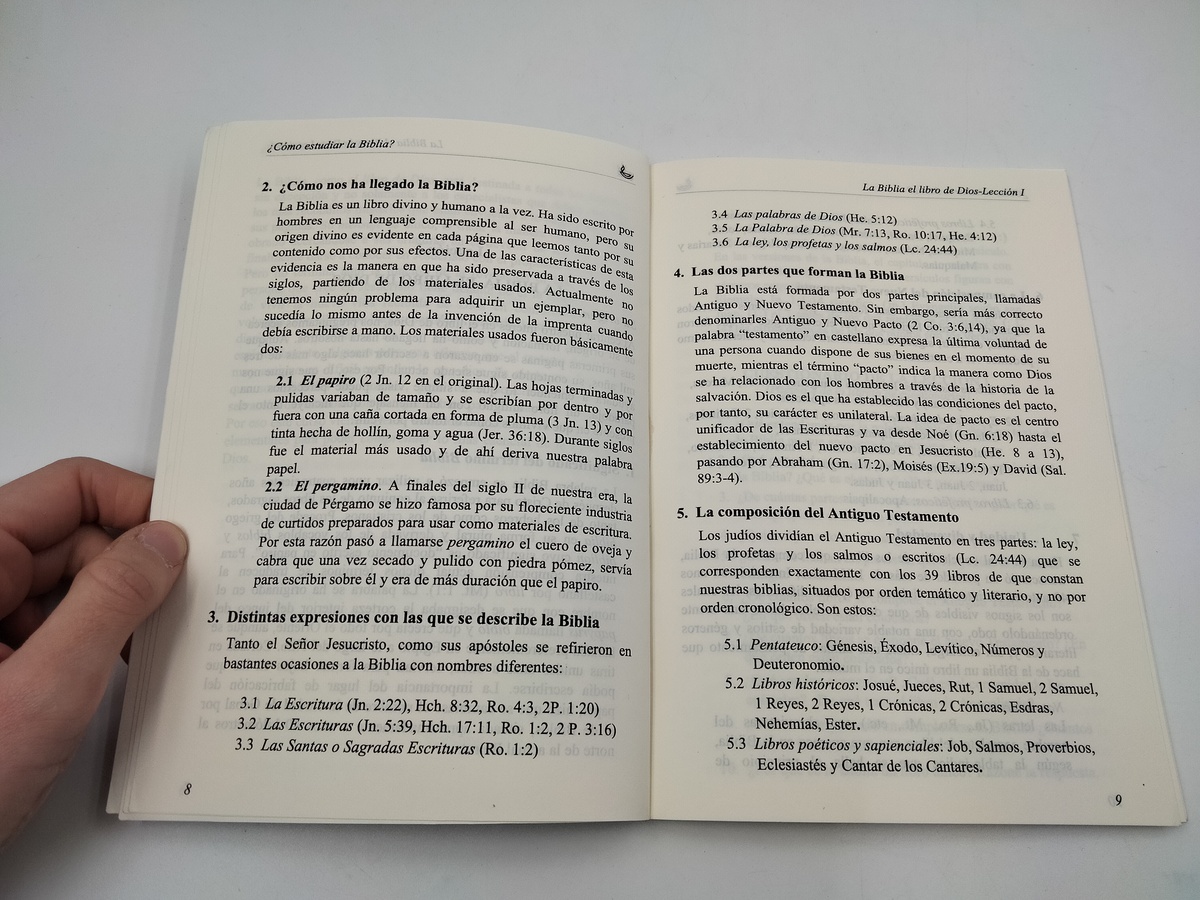 ¿Cómo estudiar la Biblia?
2. ¿Cómo nos ha llegado la Biblia?
La Biblia es un libro divino y humano a la vez. Ha sido escrito por
hombres en un lenguaje comprensible al ser humano, pero su
origen divino es evidente en cada página que leemos tanto por su
contenido como por sus efectos. Una de las características de esta
evidencia es la manera en que ha sido preservada a través de los
siglos, partiendo de los materiales usados. Actualmente no
tenemos ningún problema para adquirir un ejemplar, pero no
sucedía lo mismo antes de la invención de la imprenta cuando
debía escribirse a mano. Los materiales usados fueron básicamente
dos:
2.1 El papiro (2 Jn. 12 en el original). Las hojas terminadas y
pulidas variaban de tamaño y se escribían por dentro y por
fuera con una caña cortada en forma de pluma (3 Jn. 13) y con
tinta hecha de hollín, goma y agua (Jer. 36:18). Durante siglos
fue el material más usado y de ahí deriva nuestra palabra
papel.
2.2 El pergamino. A finales del siglo II de nuestra era, la
ciudad de Pérgamo se hizo famosa por su floreciente industria
de curtidos preparados para usar como materiales de escritura.
Por esta razón pasó a llamarse pergamino el cuero de oveja y
cabra que una vez secado y pulido con piedra pómez, servía
para escribir sobre él y era de más duración que el papiro.
3. Distintas expresiones con las que se describe la Biblia
Tanto el Señor Jesucristo, como sus apóstoles se refirieron en
bastantes ocasiones a la Biblia con nombres diferentes:
3.1 La Escritura (Jn. 2:22), Hch. 8:32, Ro. 4:3, 2P. 1:20)
3.2 Las Escrituras (Jn. 5:39, Hch. 17:11, Ro. 1:2, 2 P. 3:16)
3.3 Las Santas o Sagradas Escrituras (Ro. 1:2)
8
La Biblia el libro de Dios-Lección I
3.4 Las palabras de Dios (He. 5:12)
3.5 La Palabra de Dios (Mr. 7:13, Ro. 10:17, He. 4:12)
3.6 La ley, los profetas y los salmos (Lc. 24:44)
4. Las dos partes que forman la Biblia
La Biblia está formada por dos partes principales, llamadas
Antiguo y Nuevo Testamento. Sin embargo, sería más correcto
denominarles Antiguo y Nuevo Pacto (2 Co. 3:6,14), ya que la
palabra “testamento” en castellano expresa la última voluntad de
una persona cuando dispone de sus bienes en el momento de su
muerte, mientras el término “pacto” indica la manera como Dios
se ha relacionado con los hombres a través de la historia de la
salvación. Dios es el que ha establecido las condiciones del pacto,
por tanto, su carácter es unilateral. La idea de pacto es el centro
unificador de las Escrituras y va desde Noé (Gn. 6:18) hasta el
establecimiento del nuevo pacto en Jesucristo (He. 8 a 13),
pasando por Abraham (Gn. 17:2), Moisés (Ex.19:5) y David (Sal.
89:3-4).
5. La composición del Antiguo Testamento
Los judíos dividían el Antiguo Testamento en tres partes: la ley,
los profetas y los salmos o escritos (Lc. 24:44) que se
corresponden exactamente con los 39 libros de que constan
nuestras biblias, situados por orden temático y literario, y no por
orden cronológico. Son estos:
5.1 Pentateuco: Génesis, Éxodo, Levítico, Números y
Deuteronomio.
5.2 Libros históricos: Josué, Jueces, Rut, 1 Samuel, 2 Samuel,
1 Reyes, 2 Reyes, 1 Crónicas, 2 Crónicas, Esdras,
Nehemías, Ester.
5.3 Libros poéticos y sapienciales: Job, Salmos, Proverbios,
Eclesiastés y Cantar de los Cantares.
9